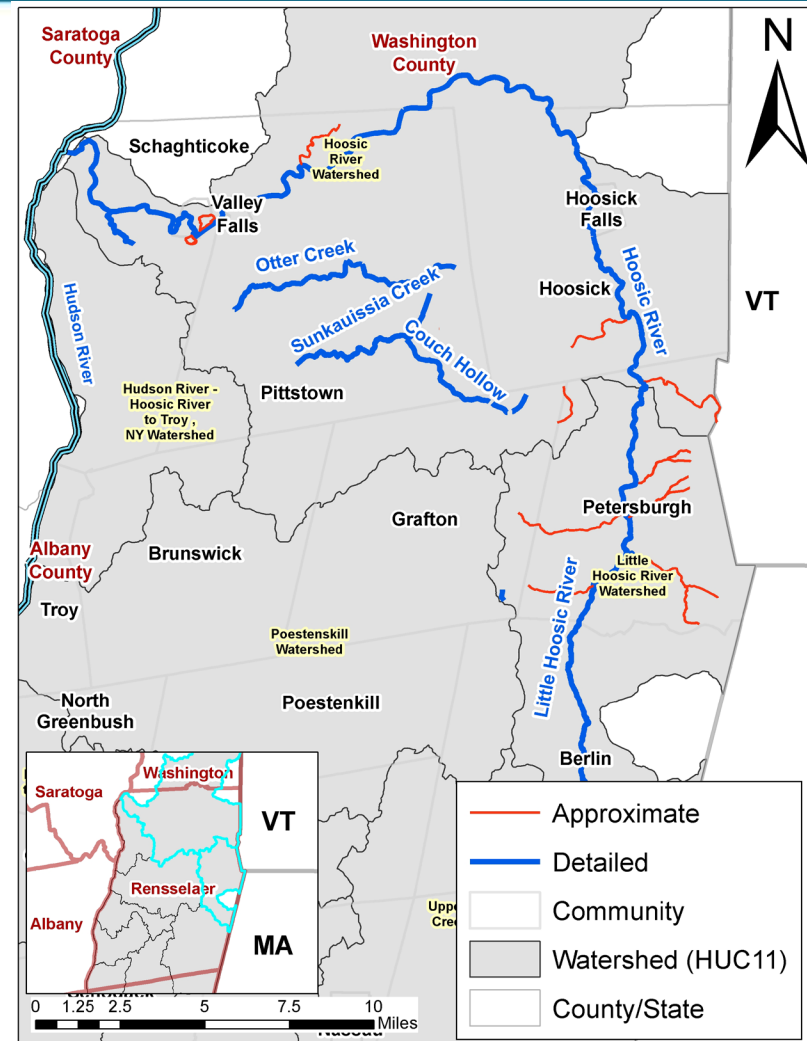 Saratoga
County
Washington
County
N
Schaghticoke
Hoosic
River
Watershed
Valley
Falls
Hoosick
Falls
Otter Creek
Sunkauissia Creek
Hoosick
Hoosic River
VT
Hudson River
Couch Hollow
Hudson River -
Hoosic River
to Troy ,
NY Watershed
Pittstown
Petersburgh
Grafton
Albany
County
Brunswick
Little
Hoosic River
Watershed
Troy
Little Hoosic River
Poestenskill
Watershed
North
Greenbush
Poestenkill
Berlin
Washington
Saratoga
VT
Rensselaer
Albany
MA
Approximate
Detailed
Community
Watershed (HUC11)
County/State
0 1.25 2.5 5 7.5 10
Miles